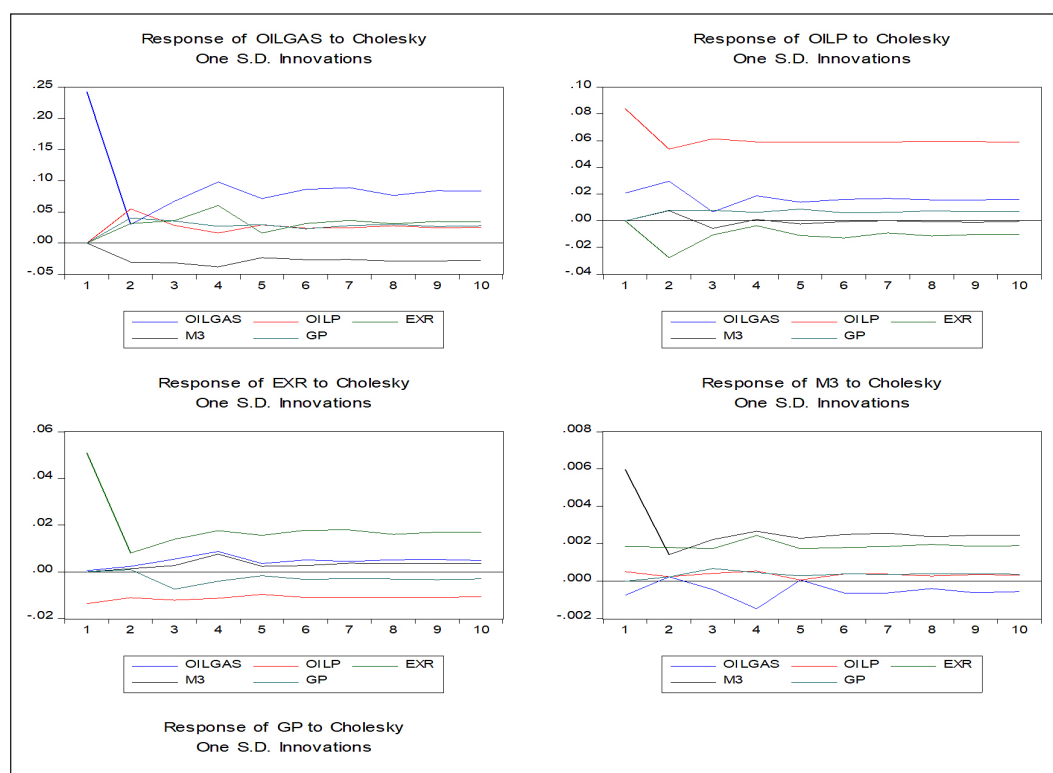 Response of OILGAS to Cholesky
One S.D. Innovations
.25
.20
.15
.10
.05
.00
-.05
1 2 3 4 5 6 7 8 9 10
OILGAS OILP EXR
M3 GP
Response of OILP to Cholesky
One S.D. Innovations
.10
.08
.06
.04
.02
.00
-.02
-.04
1 2 3 4 5 6 7 8 9 10
OILGAS OILP EXR
M3 GP
Response of EXR to Cholesky
One S.D. Innovations
.06
.04
.02
.00
-.02
1 2 3 4 5 6 7 8 9 10
OILGAS OILP EXR
M3 GP
Response of M3 to Cholesky
One S.D. Innovations
.008
.006
.004
.002
.000
-.002
1 2 3 4 5 6 7 8 9 10
OILGAS OILP EXR
M3 GP
Response of GP to Cholesky
One S.D. Innovations